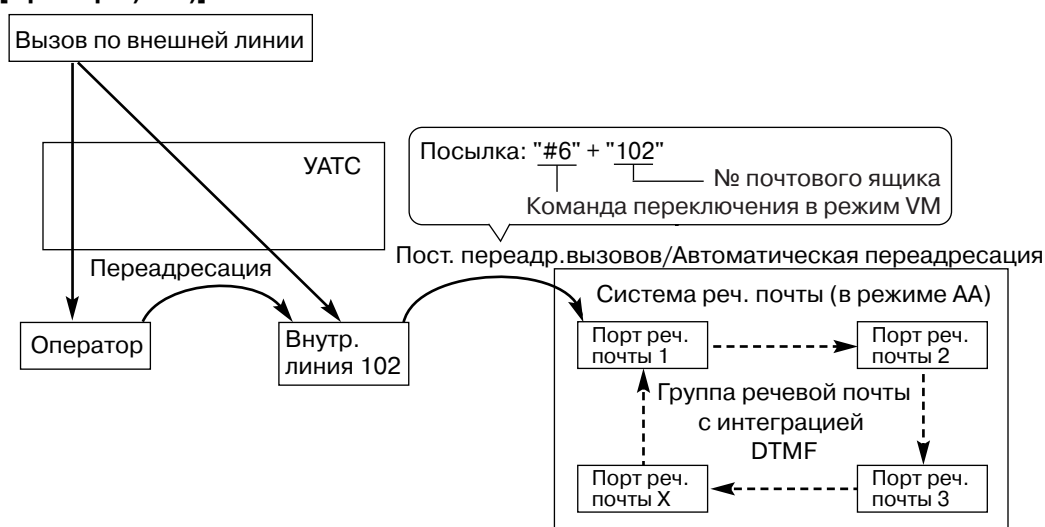 Вызов по внешней линии
УАТС
Посылка: "#6" + "102"
№ почтового ящика
Команда переключения в режим VM
Пост. переадр.вызовов/Автоматическая переадресация
Переадресация
Система реч. почты (в режиме АА)
Оператор
Внутр.
линия 102
Порт реч.
почты 1
Порт реч.
почты 2
Группа речевой почты
с интеграцией
DTMF
Порт реч.
почты X
Порт реч.
почты 3